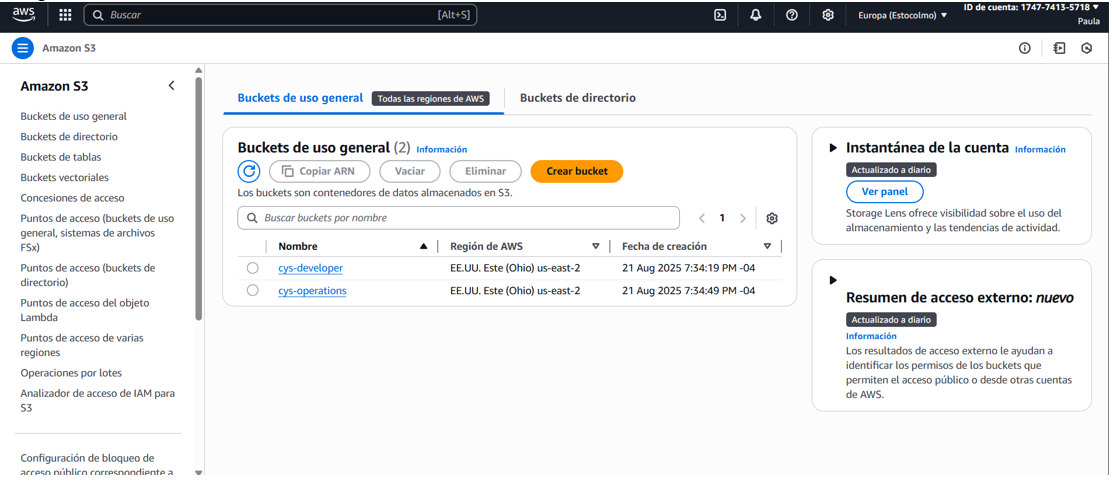 aws
Buscar
[Alt+S]
Europa (Estocolmo)
ID de cuenta: 1747-7413-5718
Paula
Amazon S3
Amazon S3
Buckets de uso general
Buckets de directorio
Buckets de tablas
Buckets vectoriales
Concesiones de acceso
Puntos de acceso (buckets de uso
general, sistemas de archivos
FSx)
Puntos de acceso (buckets de
directorio)
Puntos de acceso del objeto
Lambda
Puntos de acceso de varias
regiones
Operaciones por lotes
Analizador de acceso de IAM para
S3
Configuración de bloqueo de
acceso público correspondiente a
Buckets de uso general Todas las regiones de AWS
Buckets de directorio
Buckets de uso general (2) Información
Copiar ARN Vaciar Eliminar Crear bucket
Los buckets son contenedores de datos almacenados en S3.
Buscar buckets por nombre
1
Nombre Región de AWS Fecha de creación
cys-developer EE.UU. Este (Ohio) us-east-2 21 Aug 2025 7:34:19 PM -04
cys-operations EE.UU. Este (Ohio) us-east-2 21 Aug 2025 7:34:49 PM -04
Instantánea de la cuenta Información
Actualizado a diario
Ver panel
Storage Lens ofrece visibilidad sobre el uso del
almacenamiento y las tendencias de actividad.
Resumen de acceso externo: nuevo
Actualizado a diario
Información
Los resultados de acceso externo le ayudan a
identificar los permisos de los buckets que
permiten el acceso público o desde otras cuentas
de AWS.